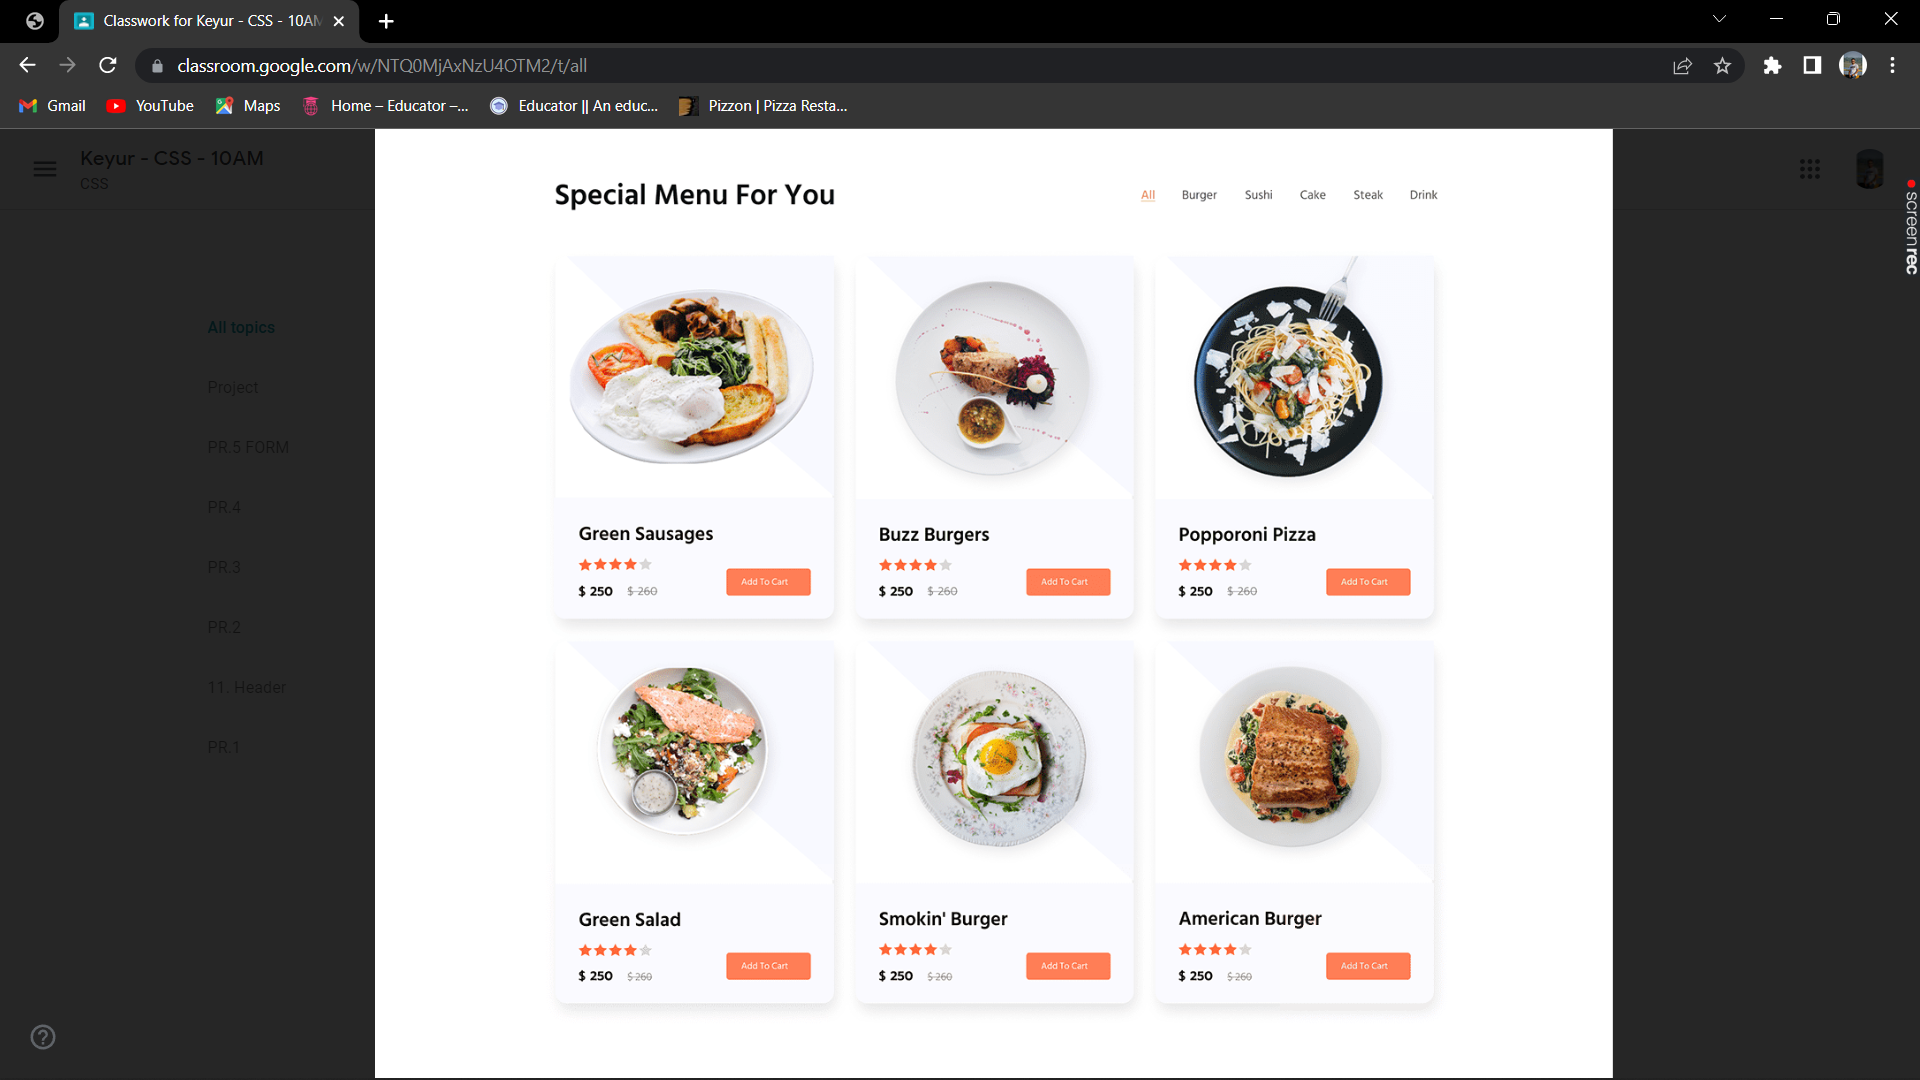 Classwork for Keyur - CSS - 10AM
classroom.google.com/w/NTQ0MjAxNzU4OTM2/t/all
Gmail YouTube Maps Home – Educator –... Educator || An educ... Pizzon | Pizza Resta...
Keyur - CSS - 10AM
CSS
screenrec
All topics
Project
PR.5 FORM
PR.4
PR.3
PR.2
11. Header
PR.1
Special Menu For You
All Burger Sushi Cake Steak Drink
Green Sausages
$ 250 $ 260 Add To Cart
Buzz Burgers
$ 250 $ 260 Add To Cart
Popporoni Pizza
$ 250 $ 260 Add To Cart
Green Salad
$ 250 $ 260 Add To Cart
Smokin' Burger
$ 250 $ 260 Add To Cart
American Burger
$ 250 $ 260 Add To Cart